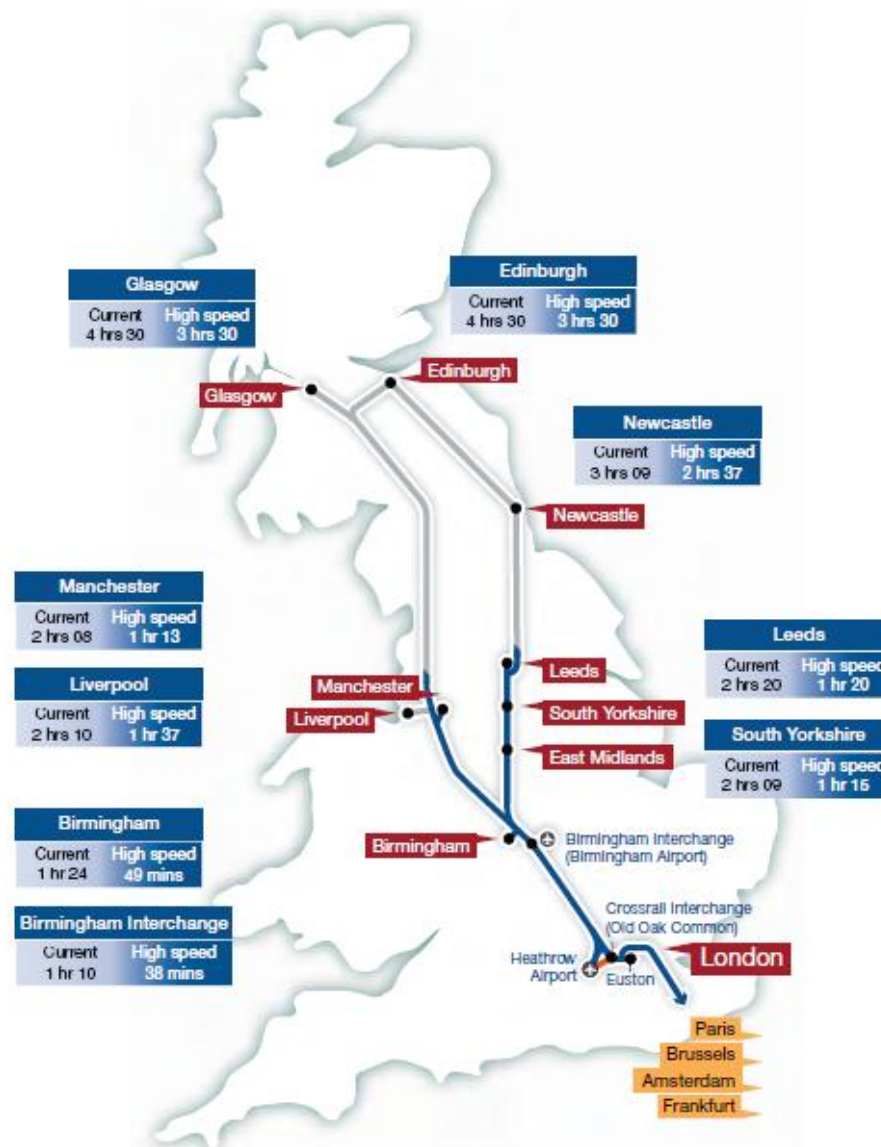 Glasgow
Current High speed
4 hrs 30 3 hrs 30
Edinburgh
Current High speed
4 hrs 30 3 hrs 30
Edinburgh
Glasgow
Newcastle
Current High speed
3 hrs 09 2 hrs 37
Newcastle
Manchester
Current High speed
2 hrs 08 1 hr 13
Leeds
Current High speed
2 hrs 20 1 hr 20
Liverpool
Current High speed
2 hrs 10 1 hr 37
Leeds
Manchester
Liverpool
South Yorkshire
East Midlands
South Yorkshire
Current High speed
2 hrs 09 1 hr 15
Birmingham
Current High speed
1 hr 24 49 mins
Birmingham
Birmingham Interchange
(Birmingham Airport)
Birmingham Interchange
Current High speed
1 hr 10 38 mins
Crossrail Interchange
(Old Oak Common)
London
Heathrow
Airport
Euston
Paris
Brussels
Amsterdam
Frankfurt